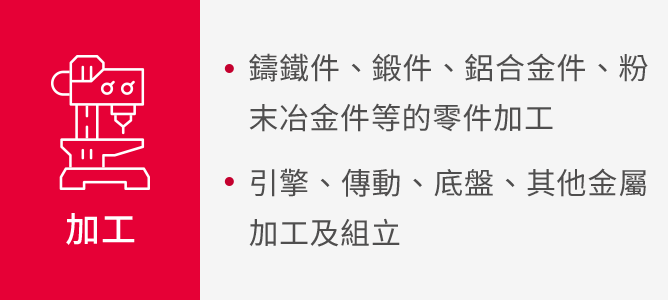 加工
• 鑄鐵件、鍛件、鋁合金件、粉
末冶金件等的零件加工
• 引擎、傳動、底盤、其他金屬
加工及組立